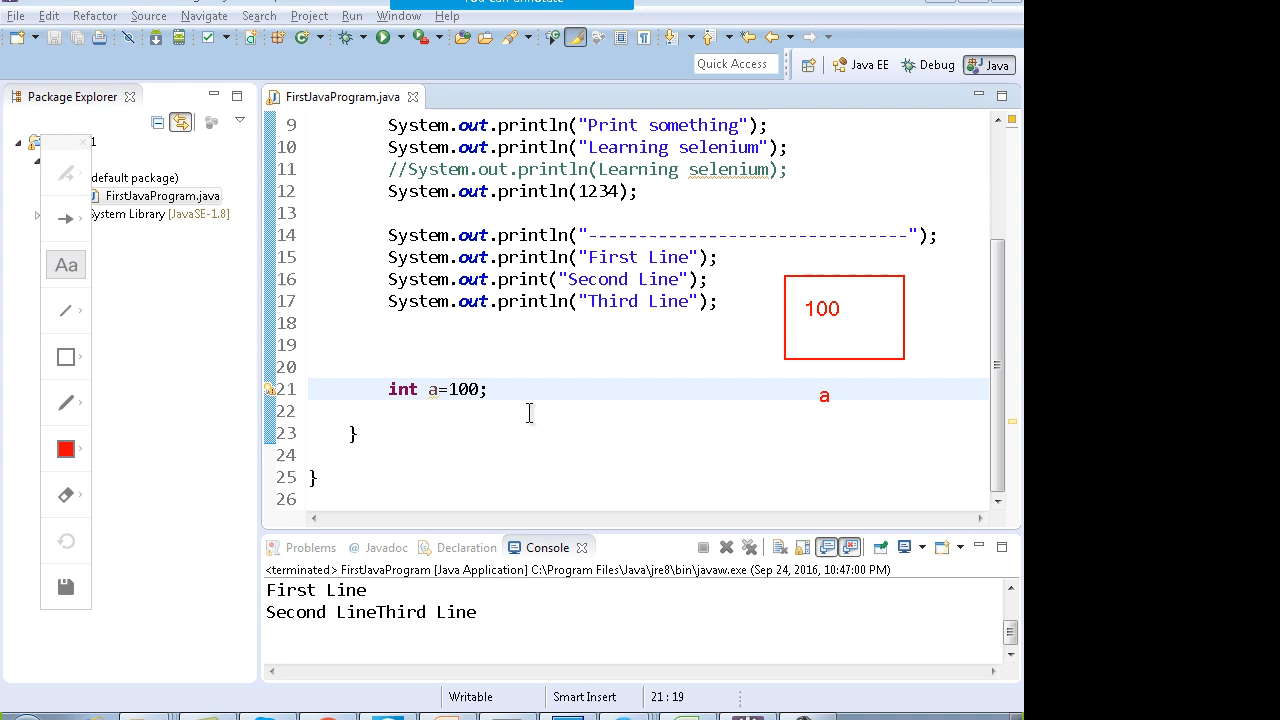 You can annotate
File Edit Refactor Source Navigate Search Project Run Window Help
Quick Access
Java EE Debug Java
Package Explorer
FirstJavaProgram.java
1
default package)
FirstJavaProgram.java
System Library [JavaSE-1.8]
Aa
9 System.out.println("Print something");
10 System.out.println("Learning selenium");
11 //System.out.println(Learning selenium);
12 System.out.println(1234);
13
14 System.out.println("--------------------------------");
15 System.out.println("First Line");
16 System.out.print("Second Line");
17 System.out.println("Third Line");
18
19
20
21 int a=100;
22
23 }
24
25 }
26
100
a
Problems @ Javadoc Declaration Console
<terminated> FirstJavaProgram [Java Application] C:\Program Files\Java\jre8\bin\javaw.exe (Sep 24, 2016, 10:47:00 PM)
First Line
Second LineThird Line
Writable Smart Insert 21 : 19